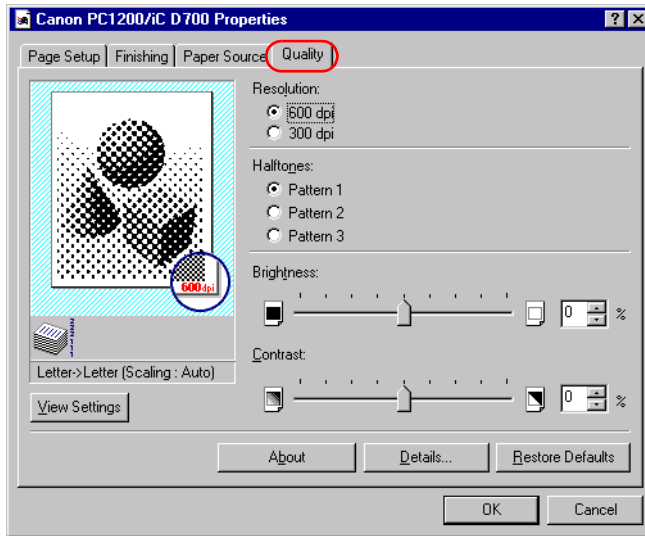 Canon PC1200/iC D700 Properties
Page Setup Finishing Paper Source Quality
Resolution:
600 dpi
300 dpi
Halftones:
Pattern 1
Pattern 2
Pattern 3
600dpi
Brightness:
0 %
Letter->Letter (Scaling : Auto)
Contrast:
0 %
View Settings
About Details... Restore Defaults
OK Cancel